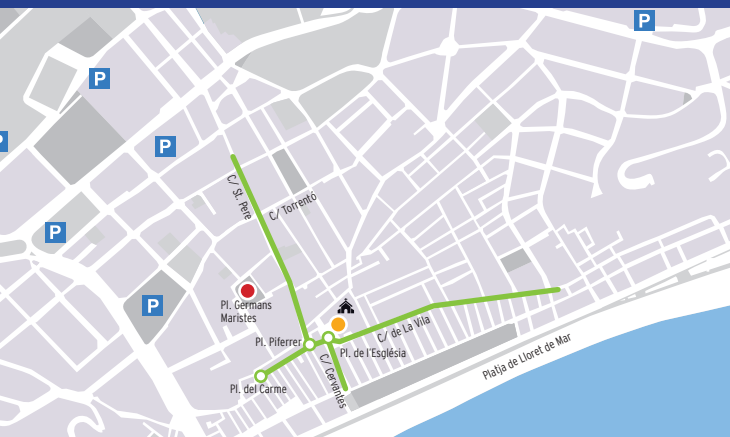 P
P
P
P
P
P
C/ St. Pere
C/ Torrentó
Pl. Germans
Maristes
Pl. Piferrer
C/ de La Vila
Pl. de l'Església
C/ Cervantes
Pl. del Carme
Platja de Lloret de Mar